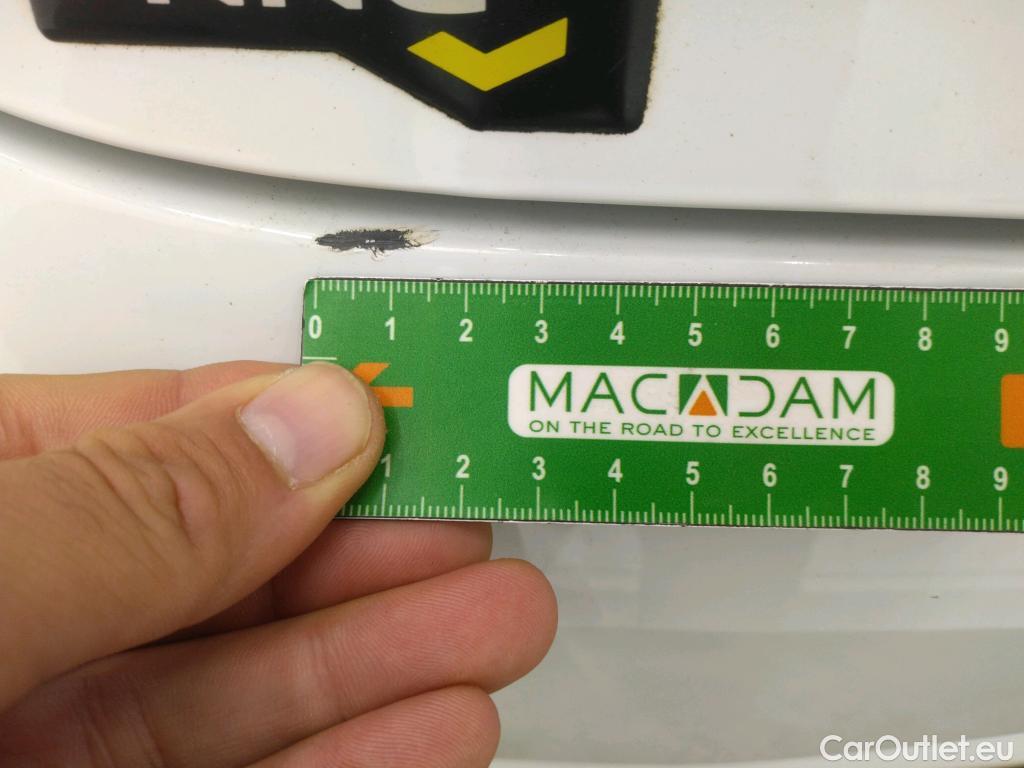 0 1 2 3 4 5 6 7 8 9
MACADAM
ON THE ROAD TO EXCELLENCE
1 2 3 4 5 6 7 8 9
CarOutlet.eu